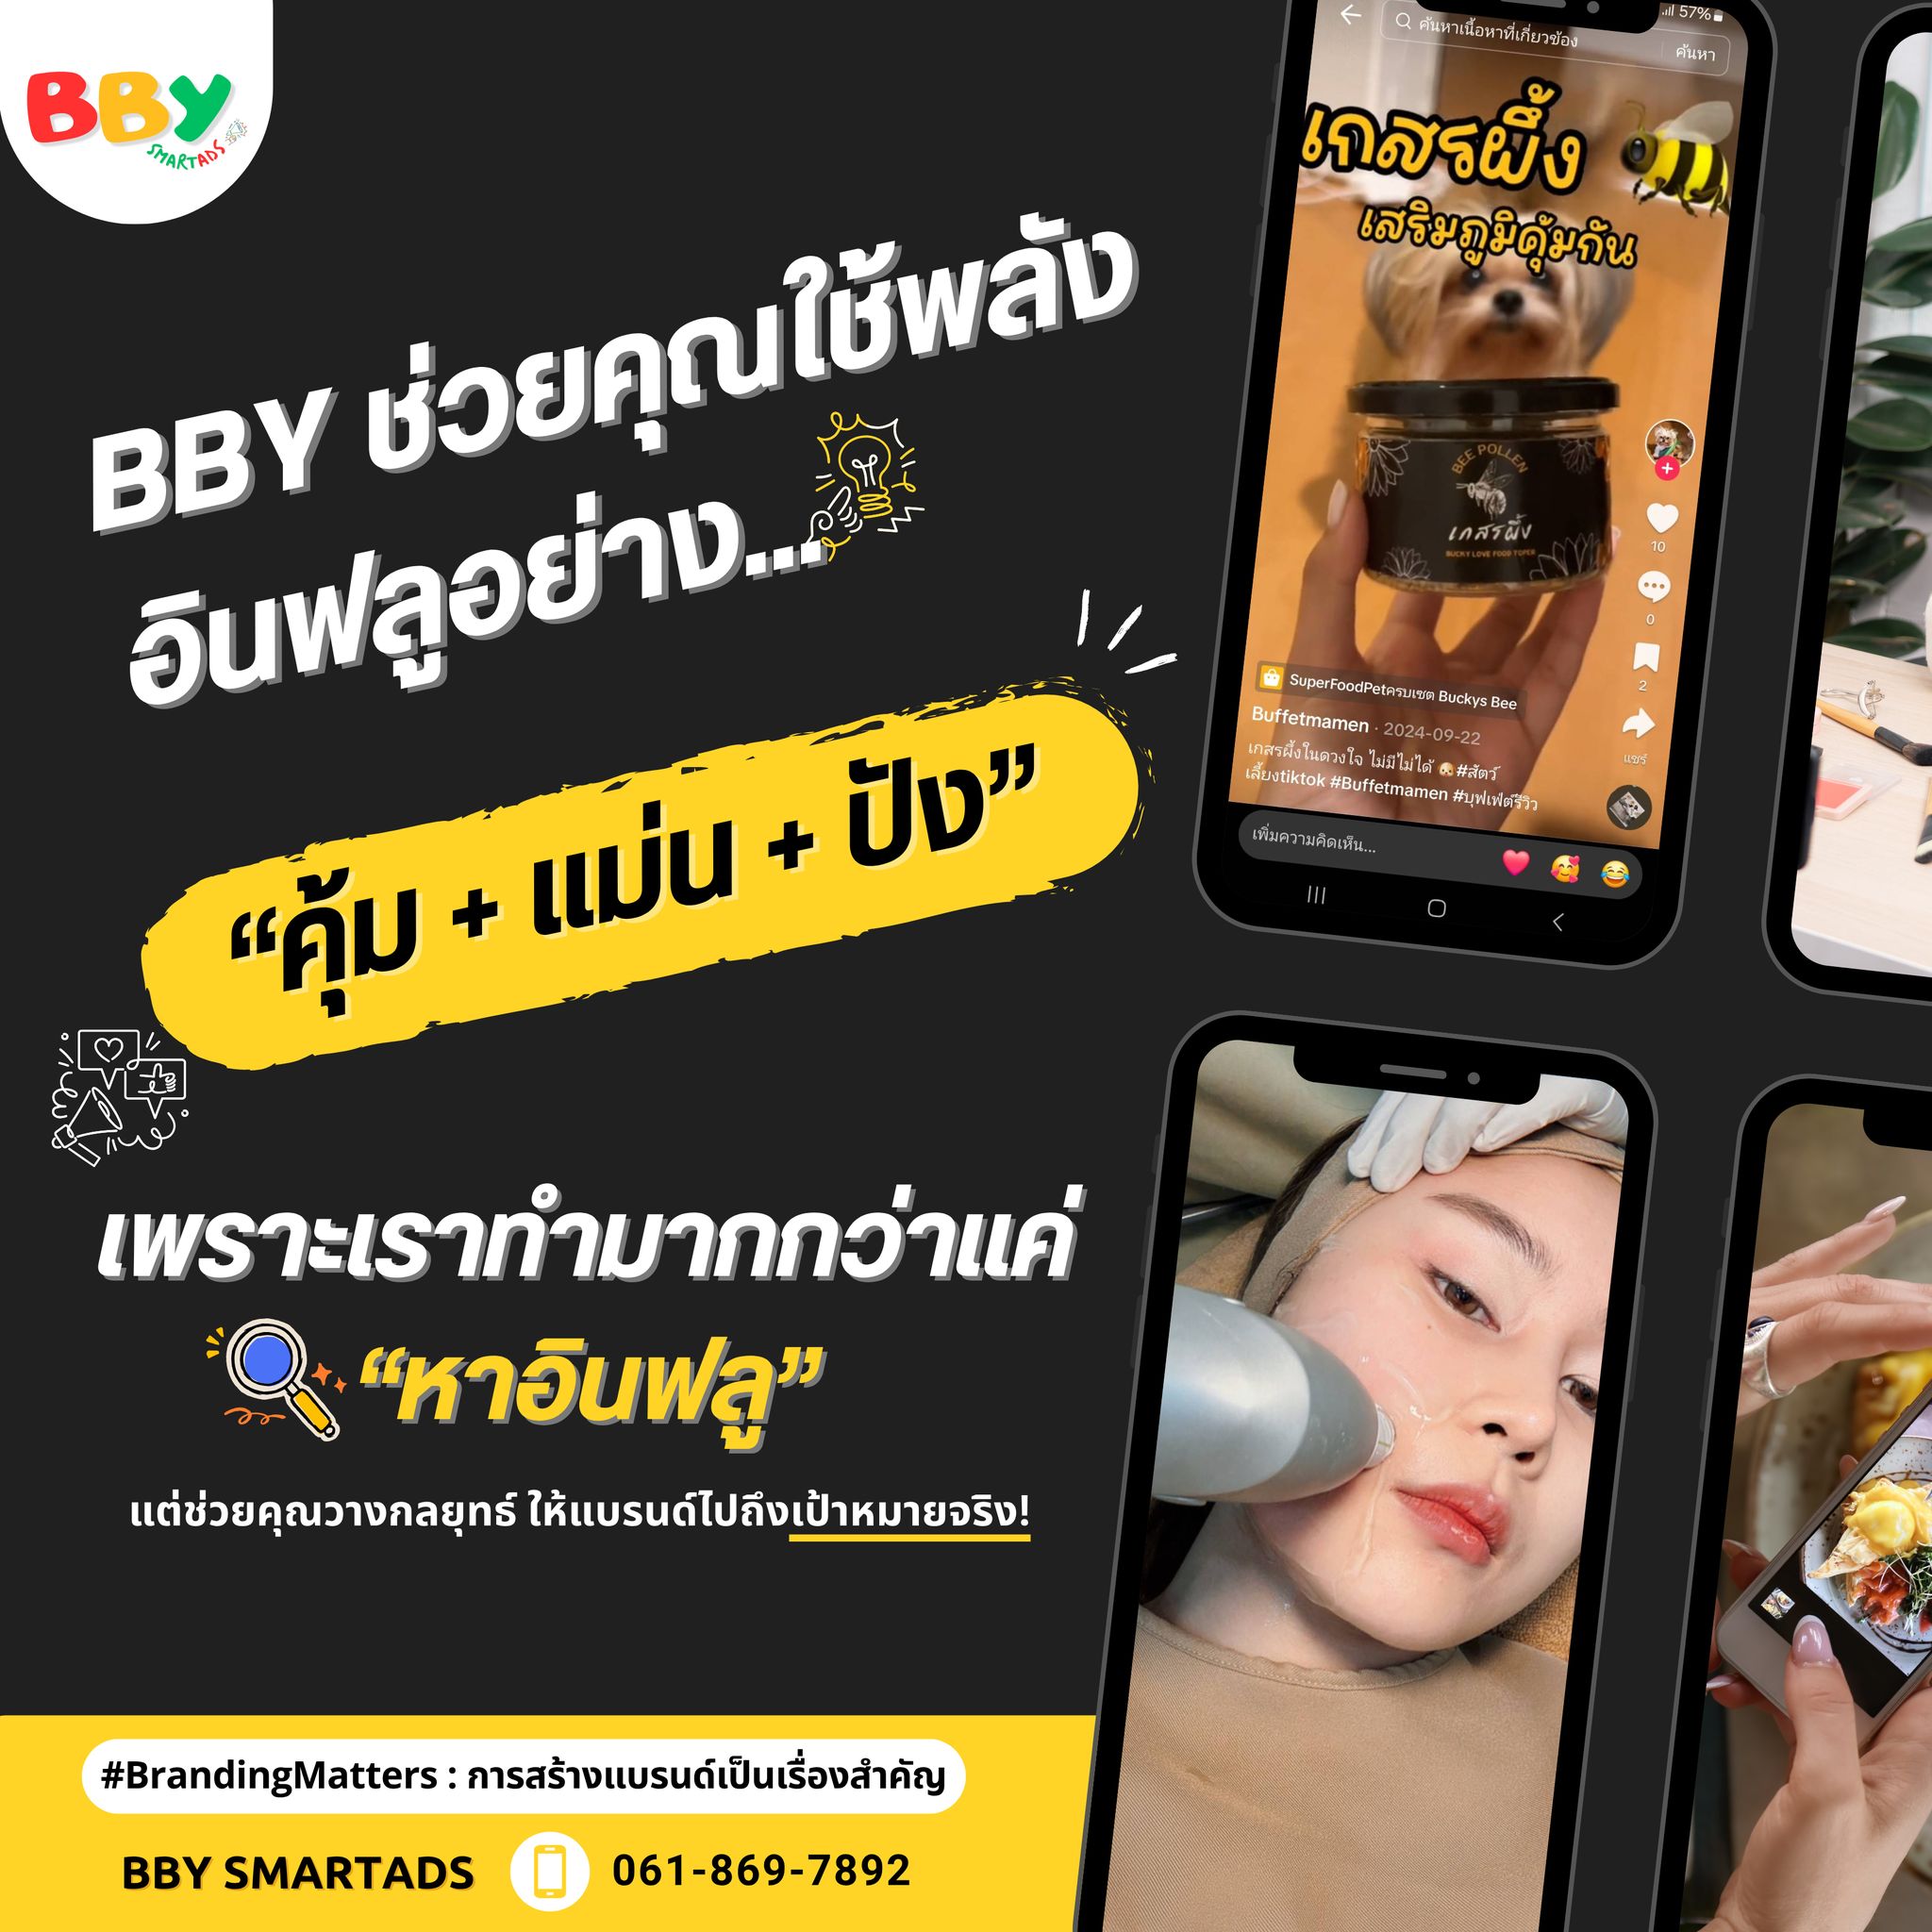 BBY
SMARTADS
BBY ช่วยคุณใช้พลัง
อินฟลูอย่าง...
“คุ้ม + แม่น + ปัง”
เพราะเราทำมากกว่าแค่
“หาอินฟลู”
แต่ช่วยคุณวางกลยุทธ์ ให้แบรนด์ไปถึงเป้าหมายจริง!
#BrandingMatters : การสร้างแบรนด์เป็นเรื่องสำคัญ
BBY SMARTADS 061-869-7892
57%
ค้นหาเนื้อหาที่เกี่ยวข้อง ค้นหา
เกสรผึ้ง
เสริมภูมิคุ้มกัน
BEE POLLEN
เกสรผึ้ง
BUCKY LOVE FOOD TOPER
10
0
2
แชร์
SuperFoodPetครบเซต Buckys Bee
Buffetmamen · 2024-09-22
เกสรผึ้งในดวงใจ ไม่มีไม่ได้ 🐶#สัตว์
เลี้ยงtiktok #Buffetmamen #บุฟเฟ่ต์รีวิว
เพิ่มความคิดเห็น...